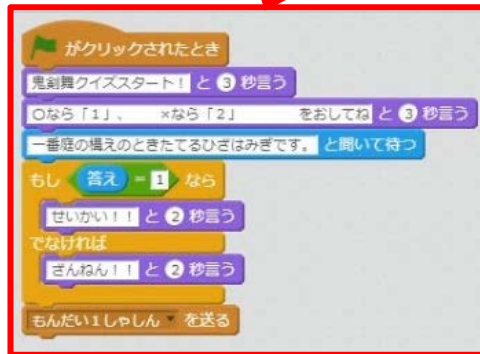 がクリックされたとき
鬼剣舞クイズスタート! と 3 秒言う
○なら「1」、 ×なら「2」 をおしてね と 3 秒言う
一番庭の構えのときたてるひざはみぎです。 と聞いて待つ
もし 答え = 1 なら
せいかい!! と 2 秒言う
でなければ
ざんねん!! と 2 秒言う
もんだい1しゃしん を送る